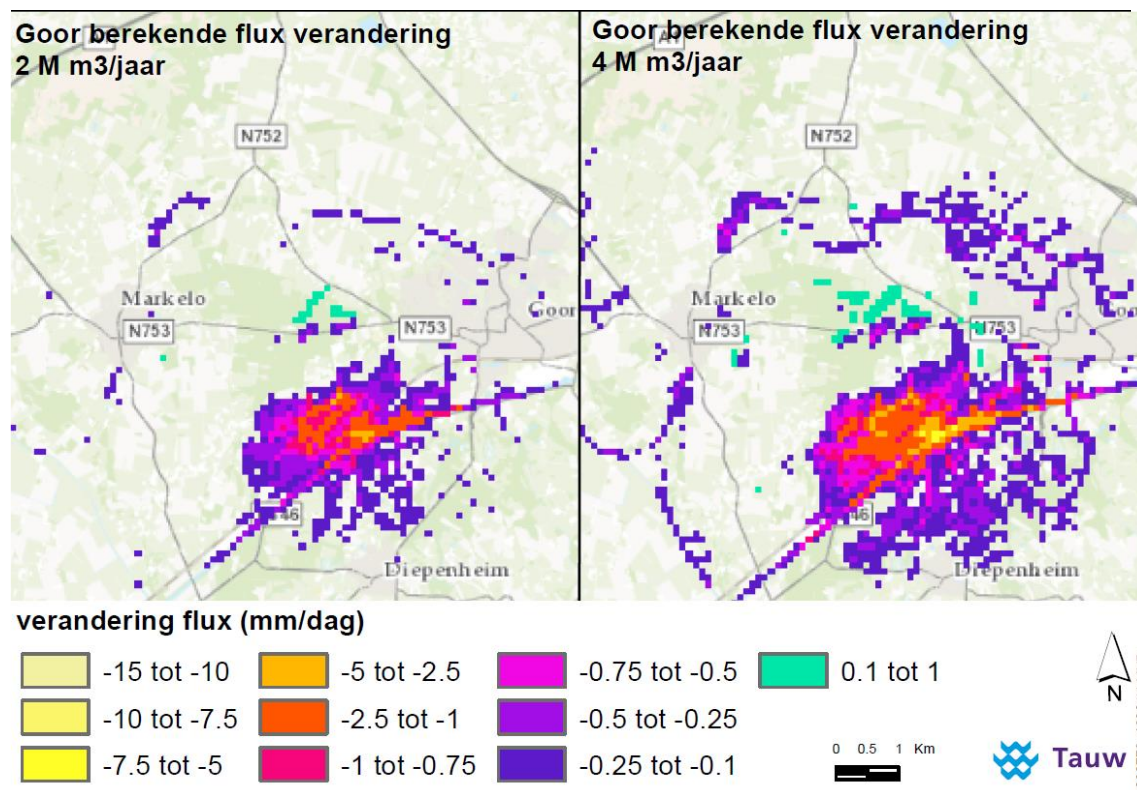 Goor berekende flux verandering
2 M m3/jaar
N752
Markelo
N753
N753
Goor
46
Diepenheim
Goor berekende flux verandering
4 M m3/jaar
A1
N752
Markelo
N753
N753
46
Diepenheim
verandering flux (mm/dag)
-15 tot -10
-10 tot -7.5
-7.5 tot -5
-5 tot -2.5
-2.5 tot -1
-1 tot -0.75
-0.75 tot -0.5
-0.5 tot -0.25
-0.25 tot -0.1
0.1 tot 1
0 0.5 1 Km
N
Tauw